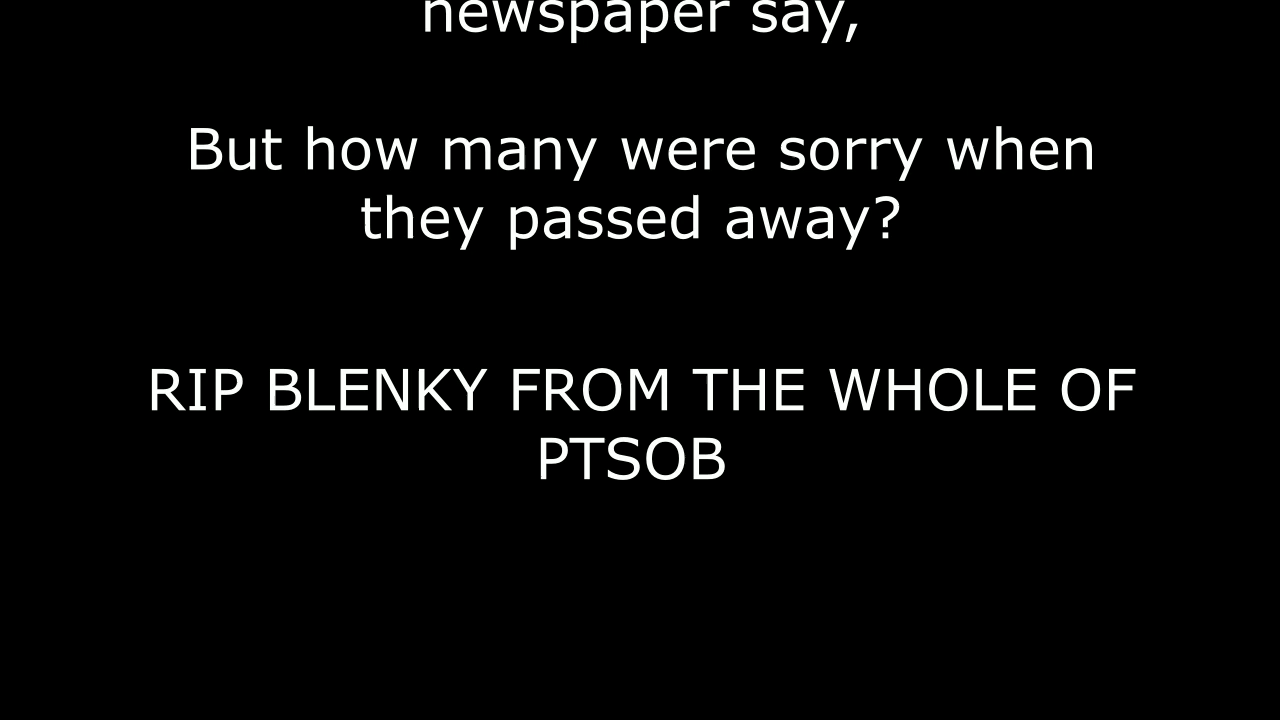 newspaper say,
But how many were sorry when
they passed away?
RIP BLENKY FROM THE WHOLE OF
PTSOB